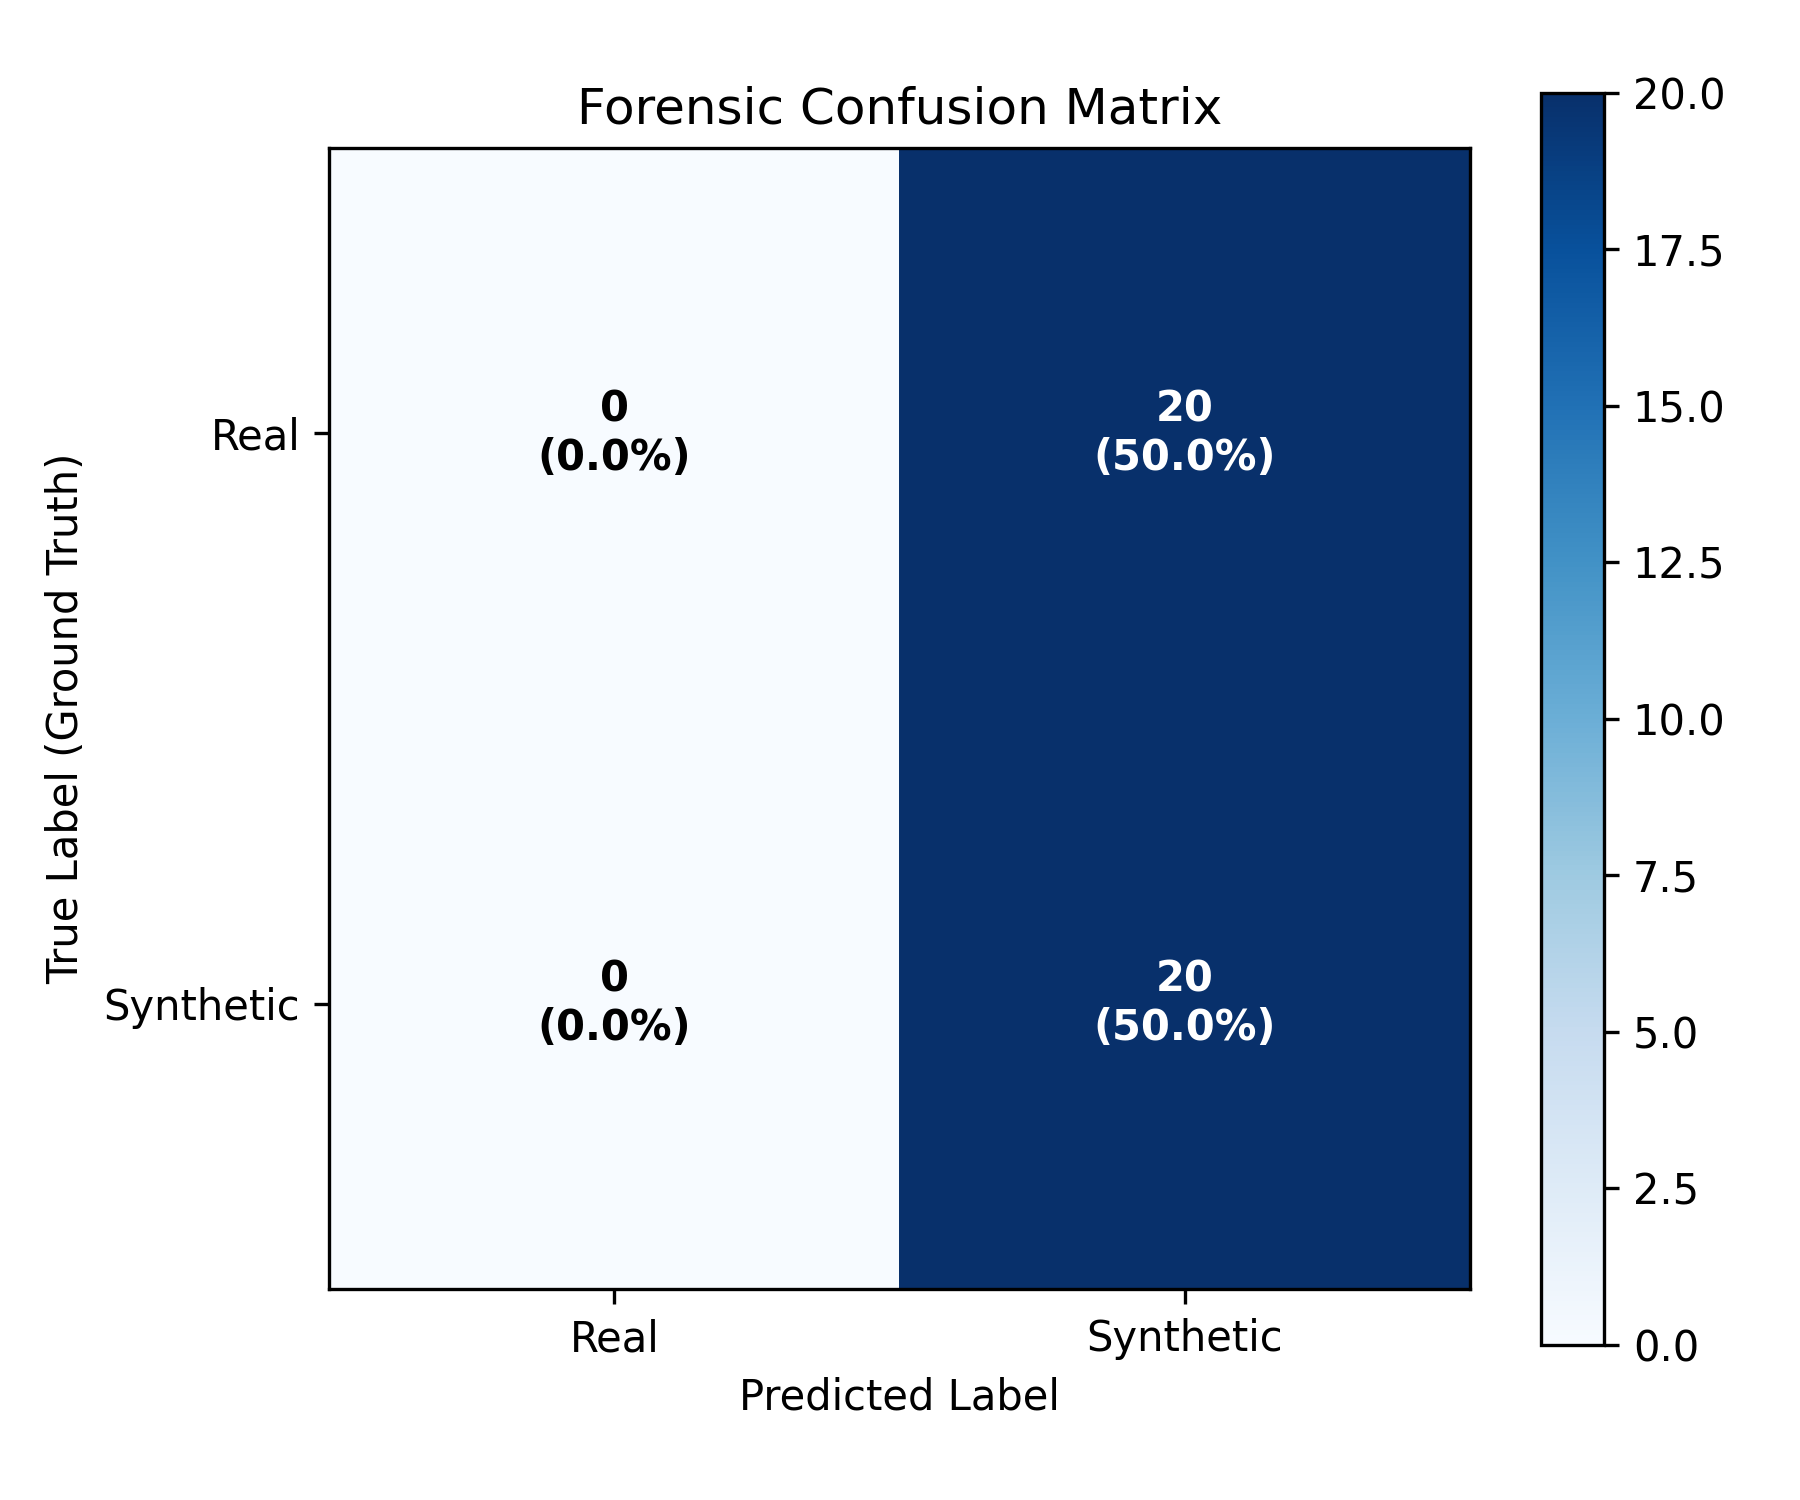 Forensic Confusion Matrix
True Label (Ground Truth)
Real
0
(0.0%)
20
(50.0%)
Synthetic
0
(0.0%)
20
(50.0%)
Real
Synthetic
Predicted Label
20.0
17.5
15.0
12.5
10.0
7.5
5.0
2.5
0.0